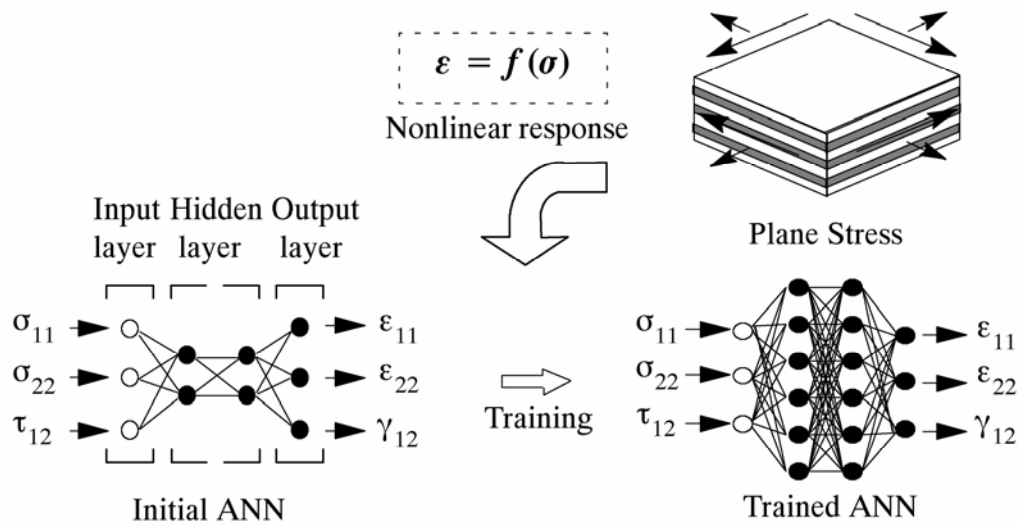 ε = f(σ)
Nonlinear response
Plane Stress
Input Hidden Output
layer layer layer
σ11 ε11
σ22 ε22
τ12 γ12
Initial ANN
Training
σ11 ε11
σ22 ε22
τ12 γ12
Trained ANN